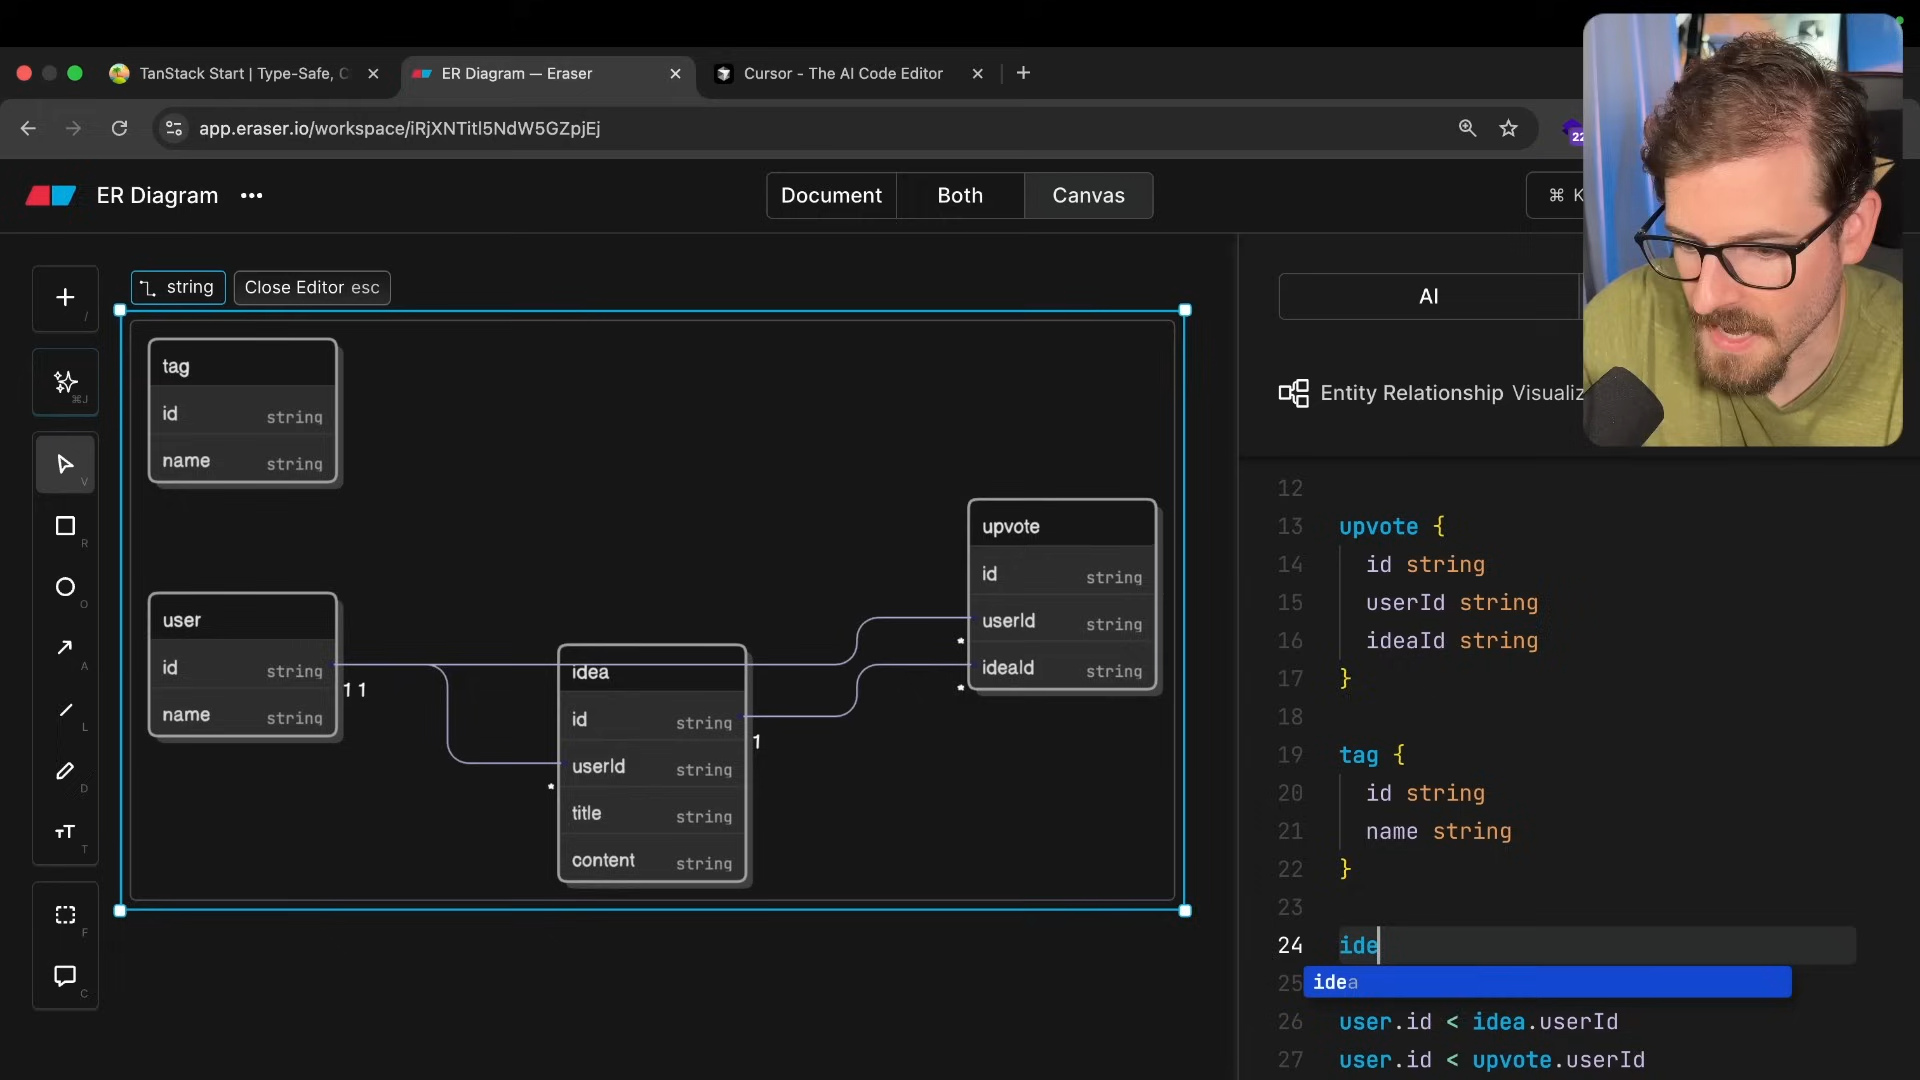 TanStack Start | Type-Safe, C
ER Diagram — Eraser
Cursor - The AI Code Editor
app.eraser.io/workspace/iRjXNTitl5NdW5GZpjEj
22
ER Diagram
Document
Both
Canvas
⌘ K
string
Close Editor esc
AI
Entity Relationship Visualiz
/
⌘J
V
R
O
A
L
D
T
F
C
tag
id string
name string
user
id string
name string
1 1
idea
id string
userId string
title string
content string
*
1
upvote
id string
userId string
ideaId string
*
*
12
13 upvote {
14 id string
15 userId string
16 ideaId string
17 }
18
19 tag {
20 id string
21 name string
22 }
23
24 ide
25 idea
26 user.id < idea.userId
27 user.id < upvote.userId